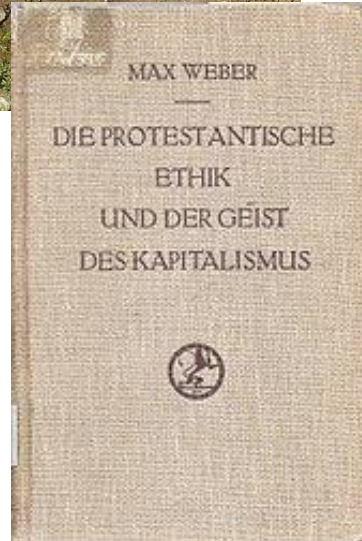 MAX WEBER
DIE PROTESTANTISCHE
ETHIK
UND DER GEIST
DES KAPITALISMUS